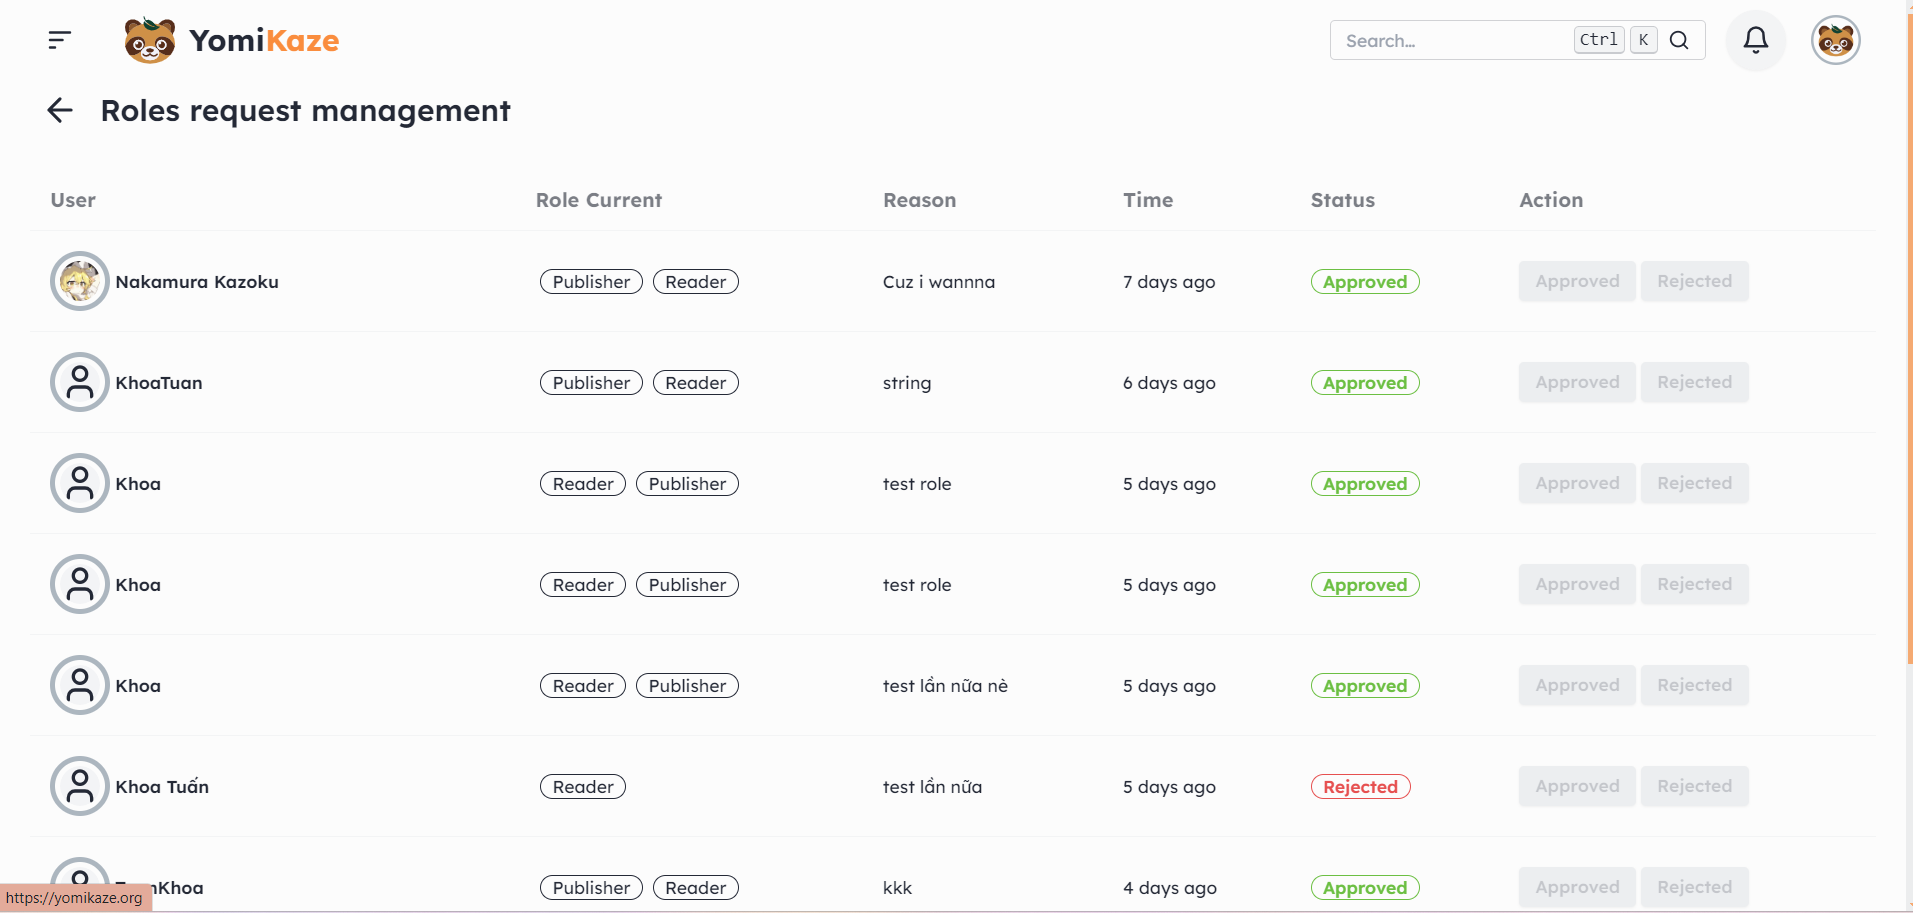 YomiKaze
Search... Ctrl K
Roles request management
User Role Current Reason Time Status Action
Nakamura Kazoku Publisher Reader Cuz i wannna 7 days ago Approved Approved Rejected
KhoaTuan Publisher Reader string 6 days ago Approved Approved Rejected
Khoa Reader Publisher test role 5 days ago Approved Approved Rejected
Khoa Reader Publisher test role 5 days ago Approved Approved Rejected
Khoa Reader Publisher test lần nữa nè 5 days ago Approved Approved Rejected
Khoa Tuấn Reader test lần nữa 5 days ago Rejected Approved Rejected
Publisher Reader kkk 4 days ago Approved Approved Rejected
https://yomikaze.org